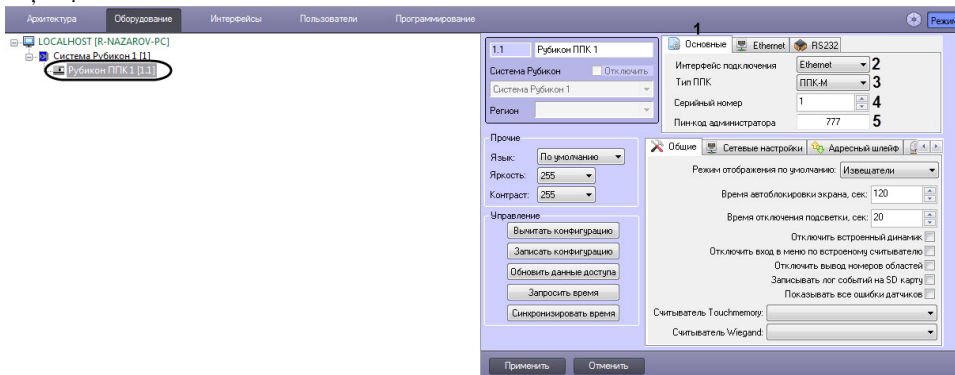 Архитектура Оборудование Интерфейсы Пользователи Программирование
1
LOCALHOST [R-NAZAROV-PC]
Система Рубикон 1 [1]
Рубикон ППК 1 [1.1]
1.1 Рубикон ППК 1
Система Рубикон Отключить
Система Рубикон 1
Регион
Основные Ethernet RS232
Интерфейс подключения Ethernet 2
Тип ППК ППК-М 3
Серийный номер 1 4
Пин-код администратора 777 5
Прочие
Язык: По умолчанию
Яркость: 255
Контраст: 255
Управление
Вычитать конфигурацию
Записать конфигурацию
Обновить данные доступа
Запросить время
Синхронизировать время
Общие Сетевые настройки Адресный шлейф
Режим отображения по умолчанию: Извещатели
Время автоблокировки экрана, сек: 120
Время отключения подсветки, сек: 20
Отключить встроенный динамик
Отключить вход в меню по встроеному считывателю
Отключить вывод номеров областей
Записывать лог событий на SD карту
Показывать все ошибки датчиков
Считыватель Touchmemory:
Считыватель Wiegand:
Применить Отменить